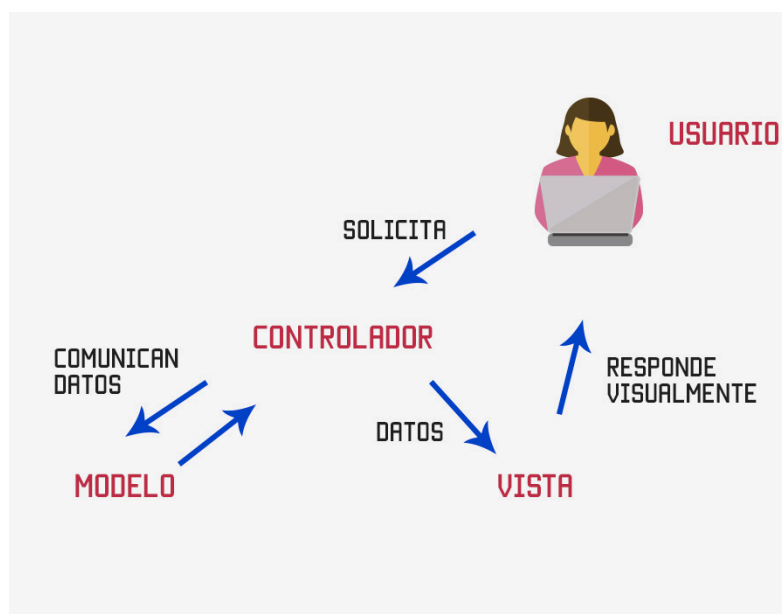 USUARIO
SOLICITA
CONTROLADOR
COMUNICAN
DATOS
RESPONDE
VISUALMENTE
DATOS
MODELO
VISTA